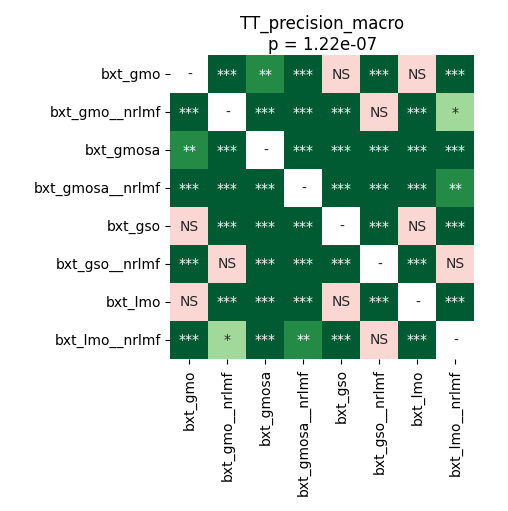 TT_precision_macro
p = 1.22e-07
bxt_gmo - *** ** *** NS *** NS ***
bxt_gmo__nrlmf *** - *** *** *** NS *** *
bxt_gmosa ** *** - *** *** *** *** ***
bxt_gmosa__nrlmf *** *** *** - *** *** *** **
bxt_gso NS *** *** *** - *** NS ***
bxt_gso__nrlmf *** NS *** *** *** - *** NS
bxt_lmo NS *** *** *** NS *** - ***
bxt_lmo__nrlmf *** * *** ** *** NS *** -
bxt_gmo
bxt_gmo__nrlmf
bxt_gmosa
bxt_gmosa__nrlmf
bxt_gso
bxt_gso__nrlmf
bxt_lmo
bxt_lmo__nrlmf